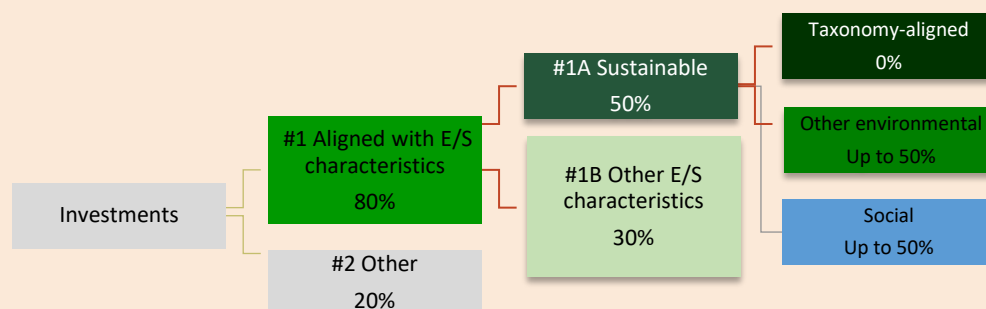 Investments
#1 Aligned with E/S
characteristics
80%
#2 Other
20%
#1A Sustainable
50%
#1B Other E/S
characteristics
30%
Taxonomy-aligned
0%
Other environmental
Up to 50%
Social
Up to 50%